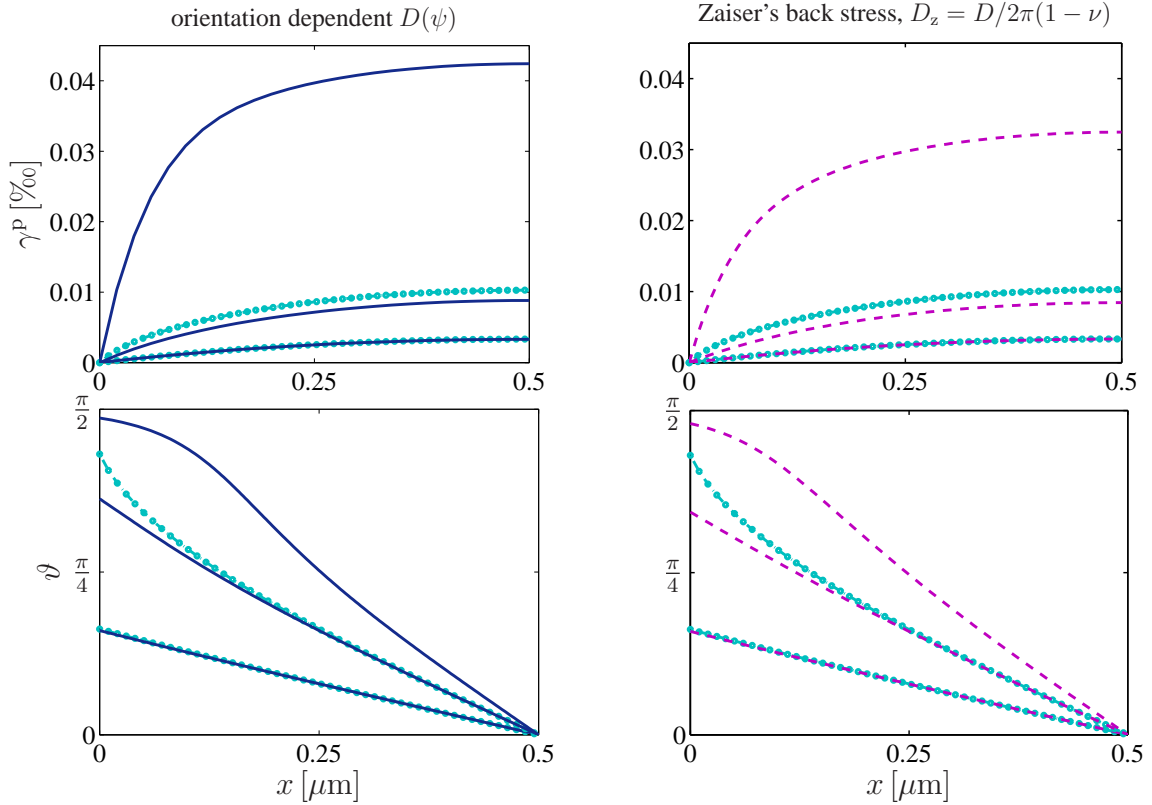 orientation dependent D(ψ)
Zaiser's back stress, D_z = D/2π(1 − ν)
γ^p [‰]
0.04
0.03
0.02
0.01
0
0
0.25
0.5
0.04
0.03
0.02
0.01
0
0
0.25
0.5
ϑ
π/2
π/4
0
0
0.25
0.5
x [μm]
π/2
π/4
0
0
0.25
0.5
x [μm]